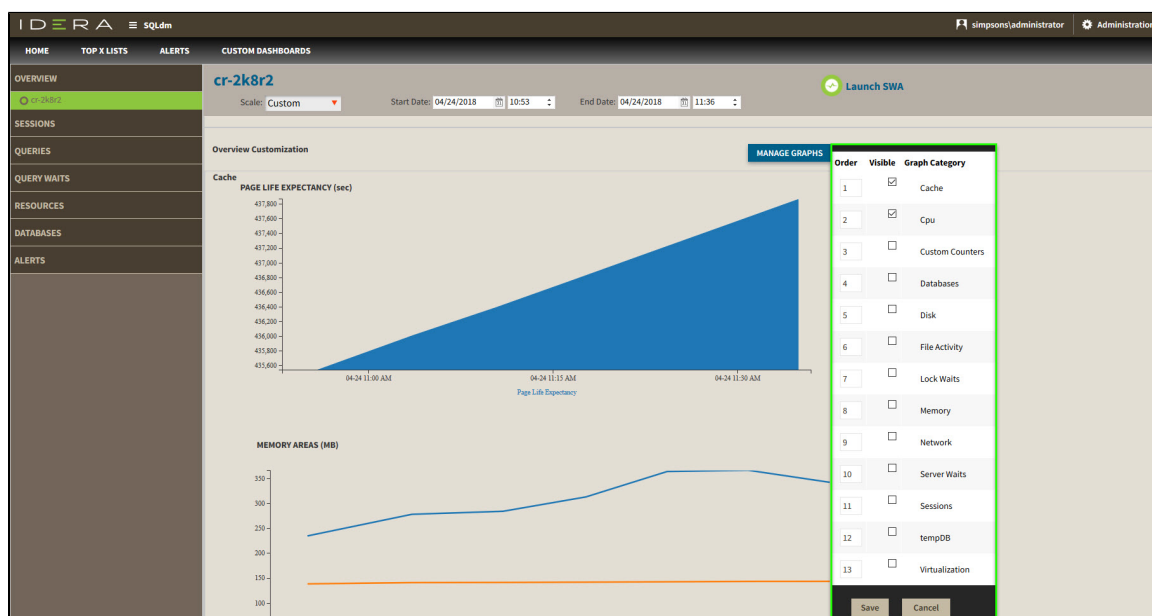 IDERA ≡ SQLdm
simpsons\administrator
Administration
HOME TOP X LISTS ALERTS CUSTOM DASHBOARDS
OVERVIEW
cr-2k8r2
SESSIONS
QUERIES
QUERY WAITS
RESOURCES
DATABASES
ALERTS
cr-2k8r2
Launch SWA
Scale: Custom Start Date: 04/24/2018 10:53 End Date: 04/24/2018 11:36
Overview Customization
MANAGE GRAPHS
Cache
PAGE LIFE EXPECTANCY (sec)
437,800
437,600
437,400
437,200
437,000
436,800
436,600
436,400
436,200
436,000
435,800
435,600
04-24 11:00 AM 04-24 11:15 AM 04-24 11:30 AM
Page Life Expectancy
MEMORY AREAS (MB)
350
300
250
200
150
100
Order Visible Graph Category
1 Cache
2 Cpu
3 Custom Counters
4 Databases
5 Disk
6 File Activity
7 Lock Waits
8 Memory
9 Network
10 Server Waits
11 Sessions
12 tempDB
13 Virtualization
Save Cancel